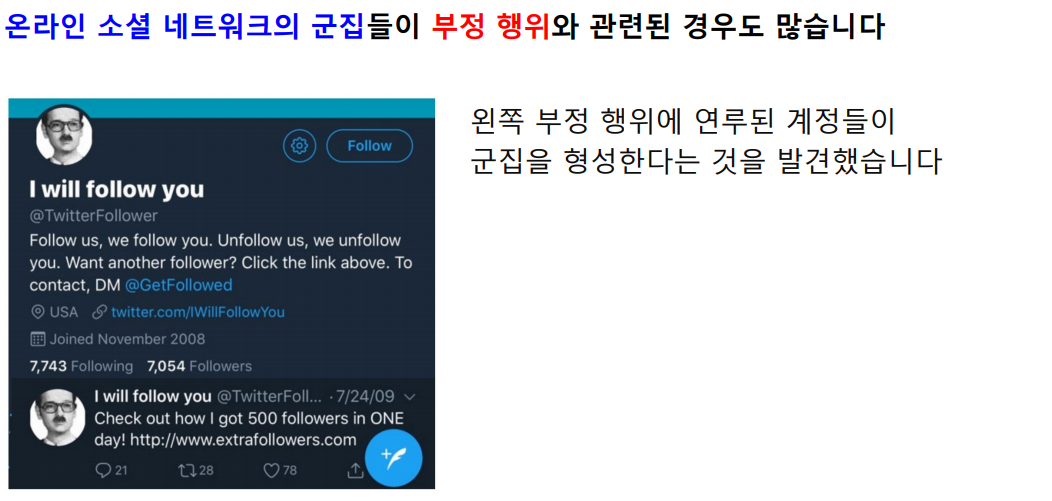 온라인 소셜 네트워크의 군집들이 부정 행위와 관련된 경우도 많습니다
왼쪽 부정 행위에 연루된 계정들이
군집을 형성한다는 것을 발견했습니다
Follow
I will follow you
@TwitterFollower
Follow us, we follow you. Unfollow us, we unfollow
you. Want another follower? Click the link above. To
contact, DM @GetFollowed
USA twitter.com/IWillFollowYou
Joined November 2008
7,743 Following 7,054 Followers
I will follow you @TwitterFoll... · 7/24/09
Check out how I got 500 followers in ONE
day! http://www.extrafollowers.com
21 28 78